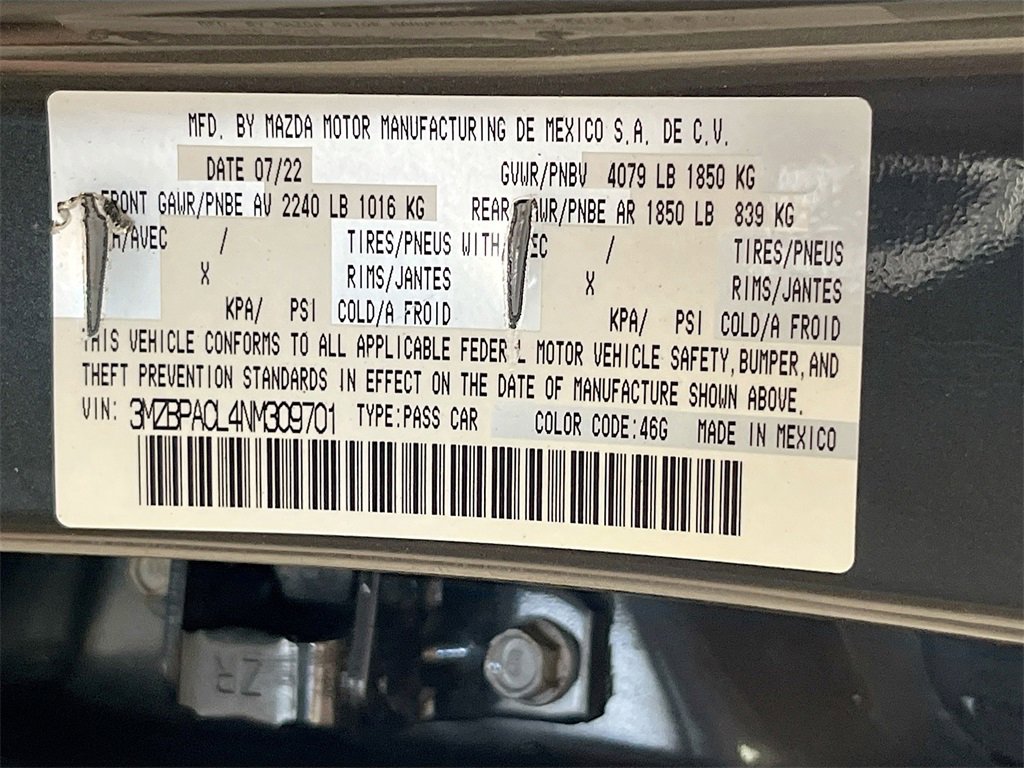 MFD. BY MAZDA MOTOR MANUFACTURING DE MEXICO S.A. DE C.V.
DATE 07/22 GVWR/PNBV 4079 LB 1850 KG
FRONT GAWR/PNBE AV 2240 LB 1016 KG REAR GAWR/PNBE AR 1850 LB 839 KG
/ TIRES/PNEUS WITH/AVEC / TIRES/PNEUS
X RIMS/JANTES X RIMS/JANTES
KPA/ PSI COLD/A FROID KPA/ PSI COLD/A FROID
THIS VEHICLE CONFORMS TO ALL APPLICABLE FEDERAL MOTOR VEHICLE SAFETY, BUMPER, AND
THEFT PREVENTION STANDARDS IN EFFECT ON THE DATE OF MANUFACTURE SHOWN ABOVE.
VIN: 3MZBPACL4NM309701 TYPE:PASS CAR COLOR CODE:46G MADE IN MEXICO
ZR